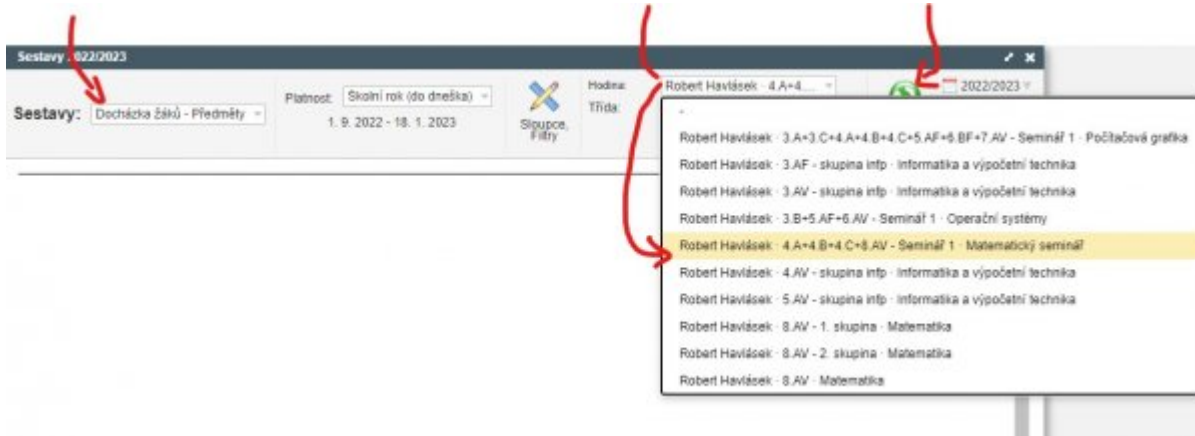 Sestavy 2022/2023
Sestavy: Docházka žáků - Předměty
Platnost: Školní rok (do dneška)
1. 9. 2022 - 18. 1. 2023
Sloupce,
Filtry
Hodina: Robert Havlásek · 4.A+4....
Třída:
2022/2023
-
Robert Havlásek · 3.A+3.C+4.A+4.B+4.C+5.AF+6.BF+7.AV - Seminář 1 · Počítačová grafika
Robert Havlásek · 3.AF - skupina infp · Informatika a výpočetní technika
Robert Havlásek · 3.AV - skupina infp · Informatika a výpočetní technika
Robert Havlásek · 3.B+5.AF+6.AV - Seminář 1 · Operační systémy
Robert Havlásek · 4.A+4.B+4.C+8.AV - Seminář 1 · Matematický seminář
Robert Havlásek · 4.AV - skupina infp · Informatika a výpočetní technika
Robert Havlásek · 5.AV - skupina infp · Informatika a výpočetní technika
Robert Havlásek · 8.AV - 1. skupina · Matematika
Robert Havlásek · 8.AV - 2. skupina · Matematika
Robert Havlásek · 8.AV · Matematika